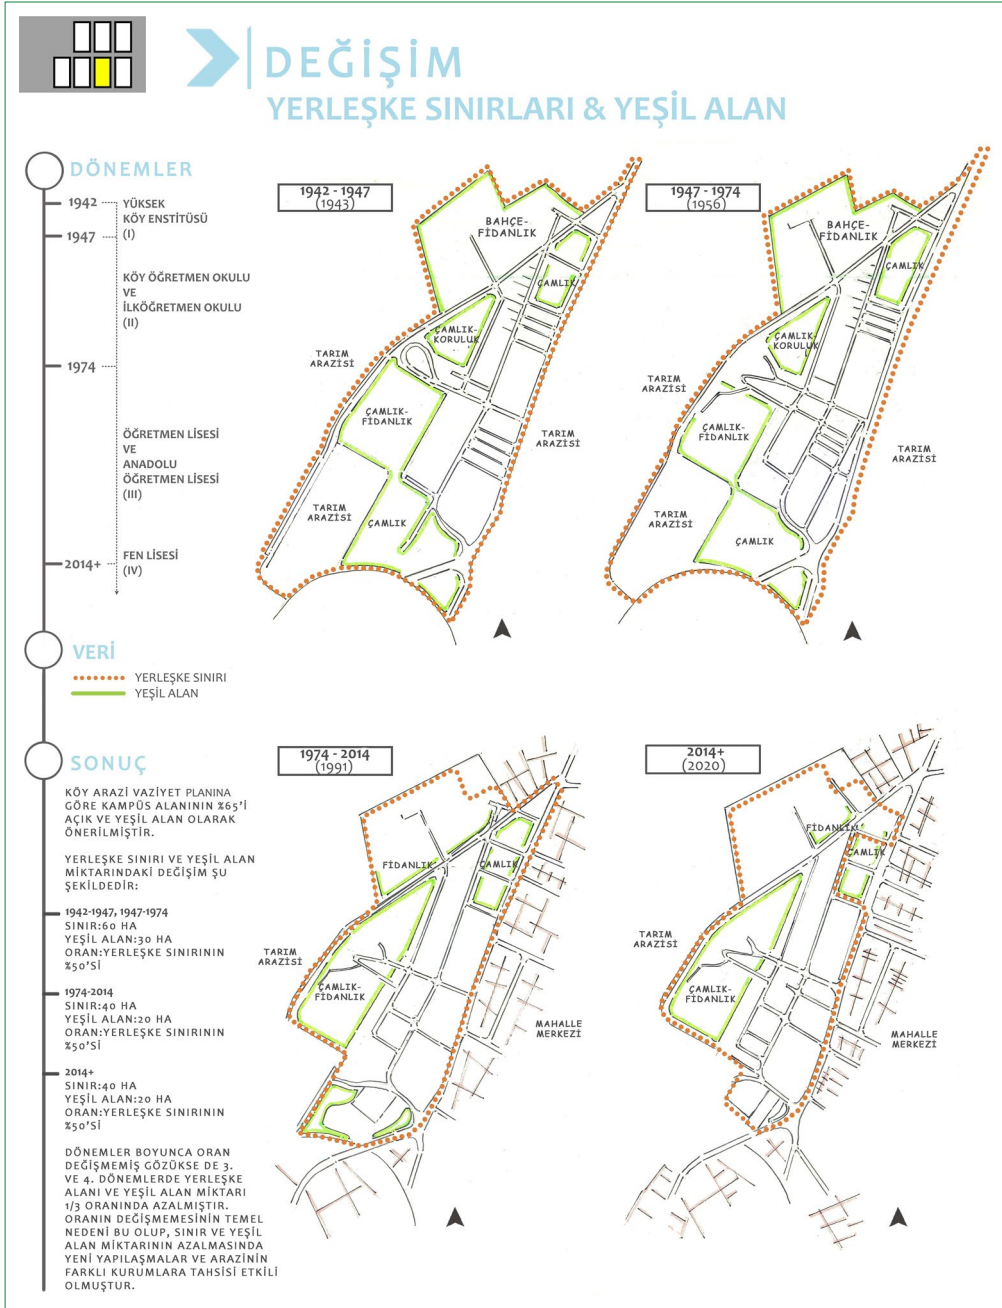 DEĞİŞİM
YERLEŞKE SINIRLARI & YEŞİL ALAN
DÖNEMLER
1942
YÜKSEK
KÖY ENSTİTÜSÜ
(I)
1947
KÖY ÖĞRETMEN OKULU
VE
İLKÖĞRETMEN OKULU
(II)
1974
ÖĞRETMEN LİSESİ
VE
ANADOLU
ÖĞRETMEN LİSESİ
(III)
2014+
FEN LİSESİ
(IV)
VERİ
YERLEŞKE SINIRI
YEŞİL ALAN
SONUÇ
KÖY ARAZİ VAZİYET PLANINA
GÖRE KAMPÜS ALANININ %65'İ
AÇIK VE YEŞİL ALAN OLARAK
ÖNERİLMİŞTİR.
YERLEŞKE SINIRI VE YEŞİL ALAN
MİKTARINDAKİ DEĞİŞİM ŞU
ŞEKİLDEDİR:
1942-1947, 1947-1974
SINIR:60 HA
YEŞİL ALAN:30 HA
ORAN:YERLEŞKE SINIRININ
%50'Sİ
1974-2014
SINIR:40 HA
YEŞİL ALAN:20 HA
ORAN:YERLEŞKE SINIRININ
%50'Sİ
2014+
SINIR:40 HA
YEŞİL ALAN:20 HA
ORAN:YERLEŞKE SINIRININ
%50'Sİ
DÖNEMLER BOYUNCA ORAN
DEĞİŞMEMİŞ GÖZÜKSE DE 3.
VE 4. DÖNEMLERDE YERLEŞKE
ALANI VE YEŞİL ALAN MİKTARI
1/3 ORANINDA AZALMIŞTIR.
ORANIN DEĞİŞMEMESİNİN TEMEL
NEDENİ BU OLUP, SINIR VE YEŞİL
ALAN MİKTARININ AZALMASINDA
YENİ YAPILAŞMALAR VE ARAZİNİN
FARKLI KURUMLARA TAHSİSİ ETKİLİ
OLMUŞTUR.
1942 - 1947
(1943)
BAHÇE-
FİDANLIK
ÇAMLIK
ÇAMLIK-
KORULUK
TARIM
ARAZİSİ
ÇAMLIK-
FİDANLIK
TARIM
ARAZİSİ
TARIM
ARAZİSİ
ÇAMLIK
1947 - 1974
(1956)
BAHÇE-
FİDANLIK
ÇAMLIK
ÇAMLIK-
KORULUK
TARIM
ARAZİSİ
ÇAMLIK-
FİDANLIK
TARIM
ARAZİSİ
TARIM
ARAZİSİ
ÇAMLIK
1974 - 2014
(1991)
FİDANLIK
ÇAMLIK
TARIM
ARAZİSİ
ÇAMLIK-
FİDANLIK
MAHALLE
MERKEZİ
2014+
(2020)
FİDANLIK
ÇAMLIK
TARIM
ARAZİSİ
ÇAMLIK-
FİDANLIK
MAHALLE
MERKEZİ